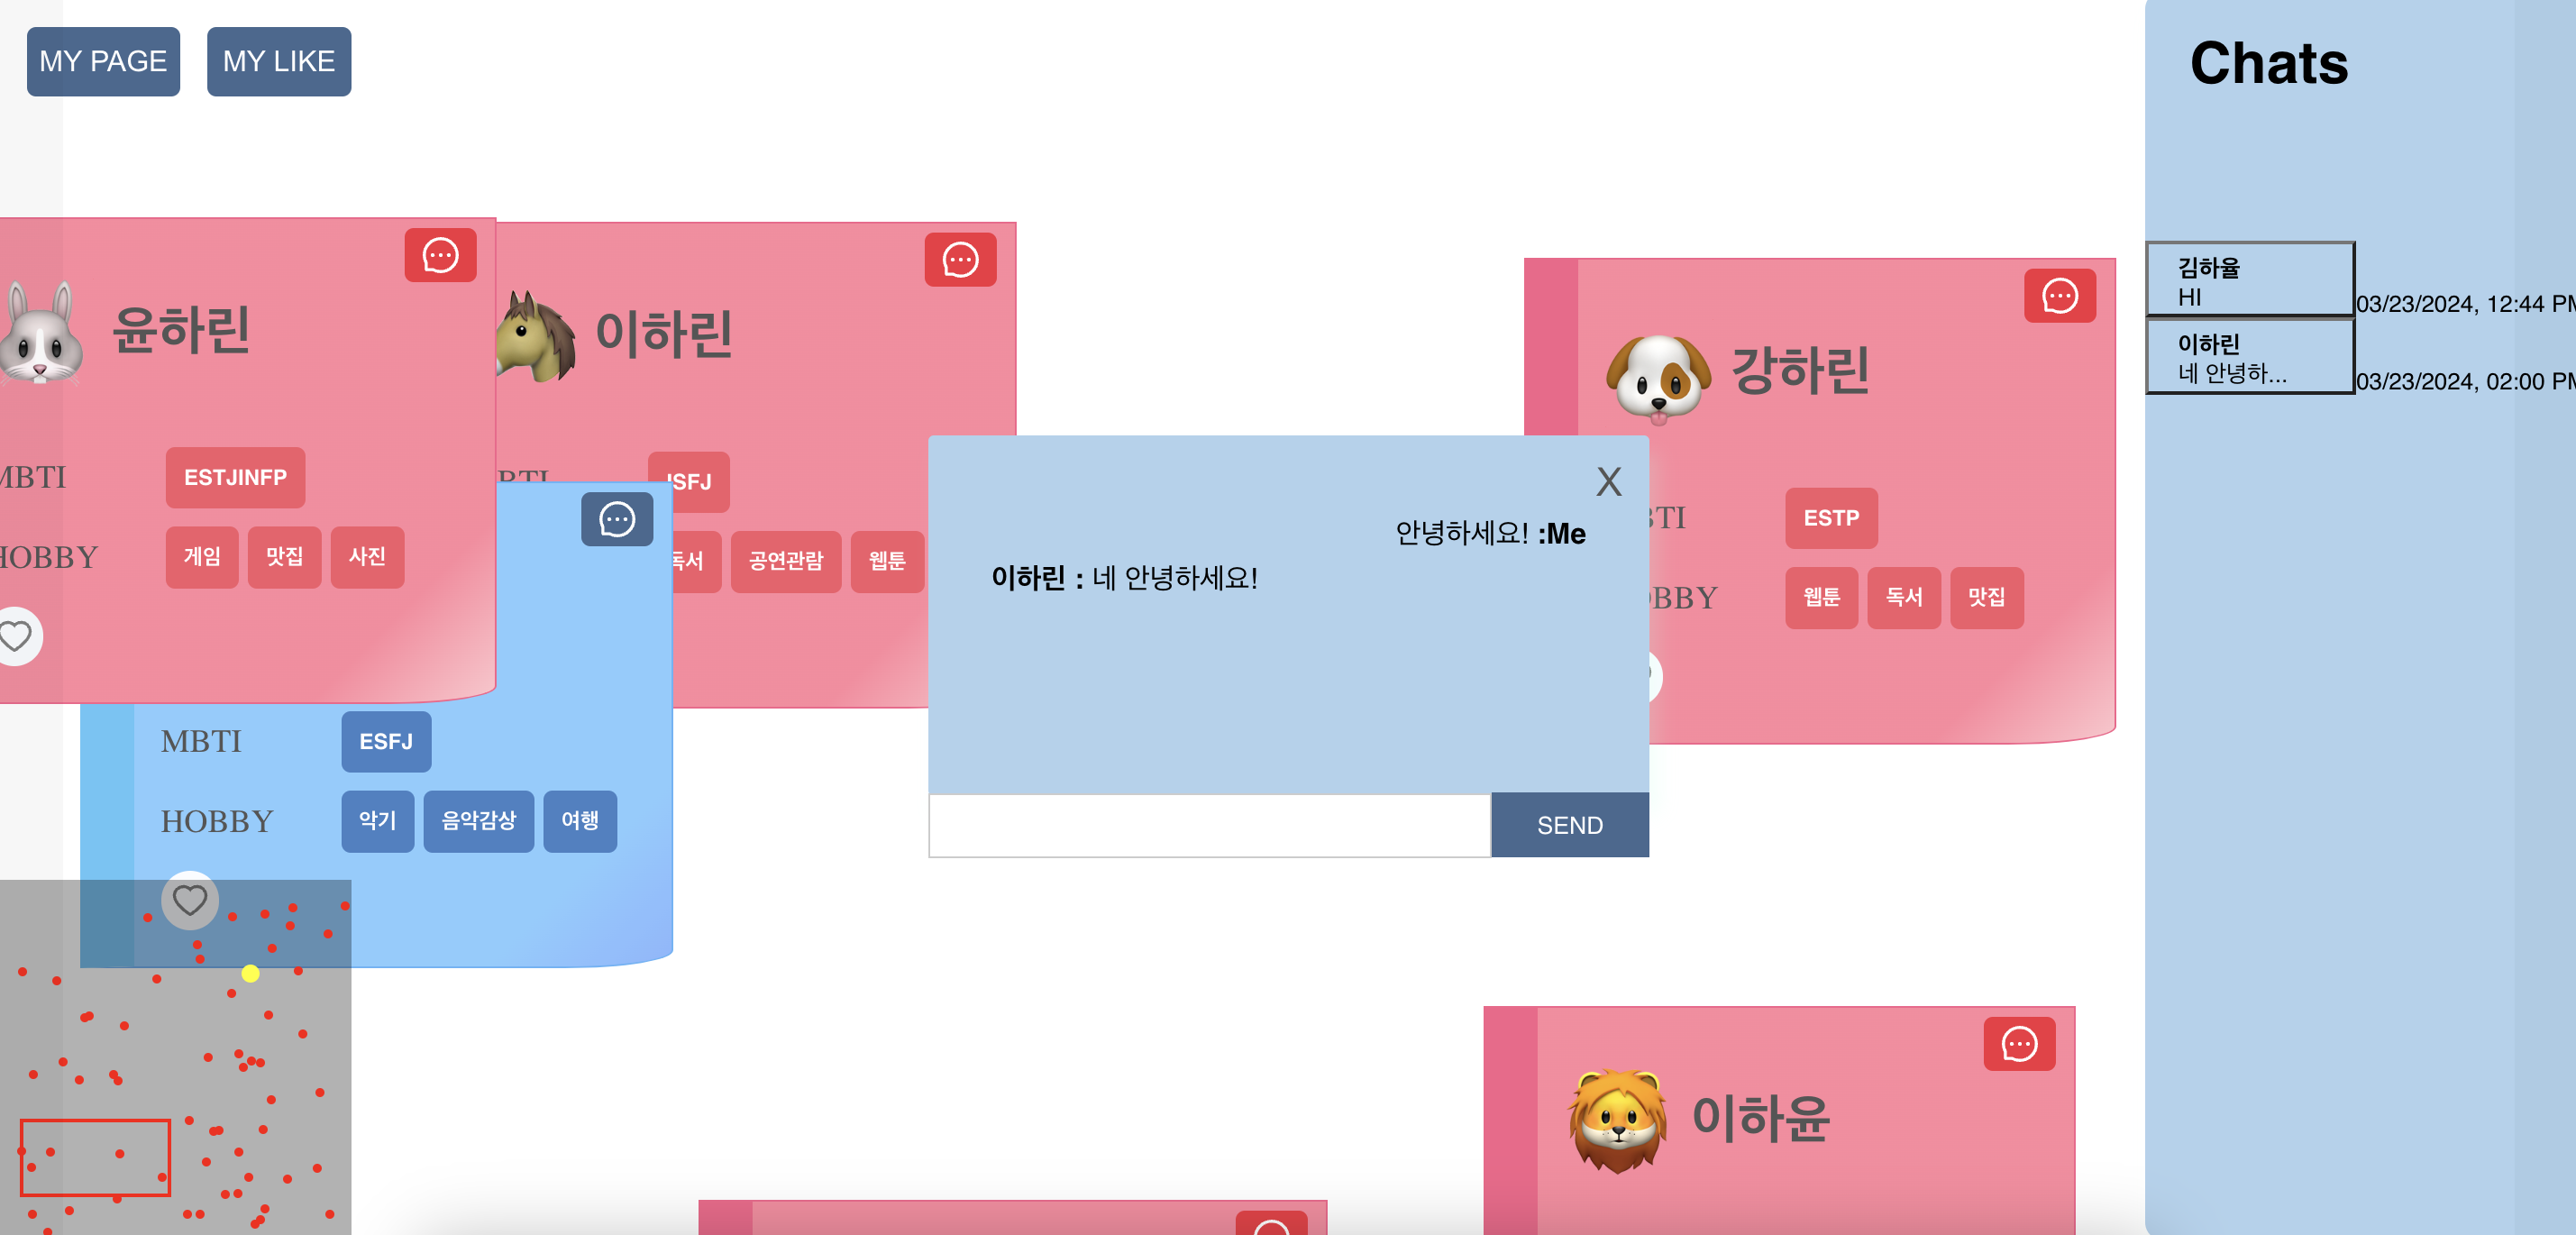 MY PAGE
MY LIKE
Chats
김하율
HI
03/23/2024, 12:44 PM
이하린
네 안녕하...
03/23/2024, 02:00 PM
윤하린
MBTI
ESTJINFP
HOBBY
게임 맛집 사진
이하린
MBTI
ISFJ
독서 공연관람 웹툰
강하린
MBTI
ESTP
HOBBY
웹툰 독서 맛집
X
안녕하세요! :Me
이하린 : 네 안녕하세요!
SEND
MBTI
ESFJ
HOBBY
악기 음악감상 여행
이하윤